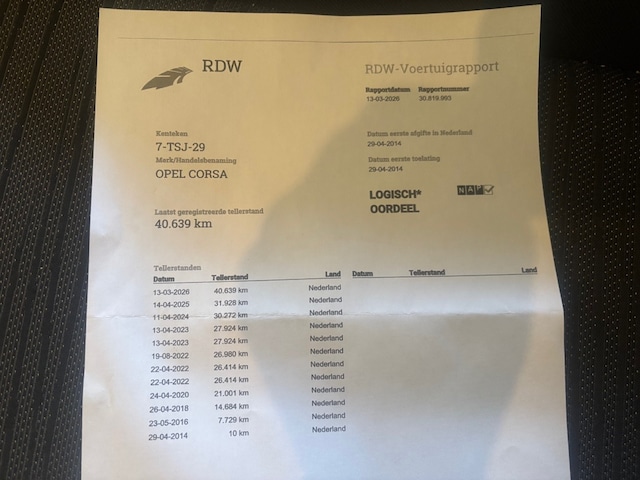 RDW
RDW-Voertuigrapport
Rapportdatum Rapportnummer
13-03-2026 30.819.993
Kenteken
7-TSJ-29
Merk/Handelsbenaming
OPEL CORSA
Datum eerste afgifte in Nederland
29-04-2014
Datum eerste toelating
29-04-2014
LOGISCH*
OORDEEL
NAP
Laatst geregistreerde tellerstand
40.639 km
Tellerstanden
Datum Tellerstand Land Datum Tellerstand Land
13-03-2026 40.639 km Nederland
14-04-2025 31.928 km Nederland
11-04-2024 30.272 km Nederland
13-04-2023 27.924 km Nederland
13-04-2023 27.924 km Nederland
19-08-2022 26.980 km Nederland
22-04-2022 26.414 km Nederland
22-04-2022 26.414 km Nederland
24-04-2020 21.001 km Nederland
26-04-2018 14.684 km Nederland
23-05-2016 7.729 km Nederland
29-04-2014 10 km Nederland